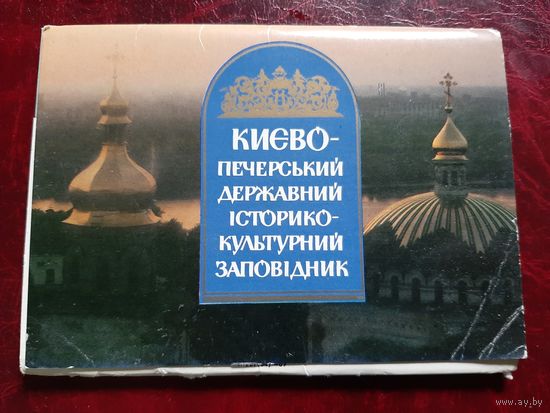 КИЄВО-
ПЕЧЕРСЬКИЙ
ДЕРЖАВНИЙ
ІСТОРИКО-
КУЛЬТУРНИЙ
ЗАПОВІДНИК
www.ay.by